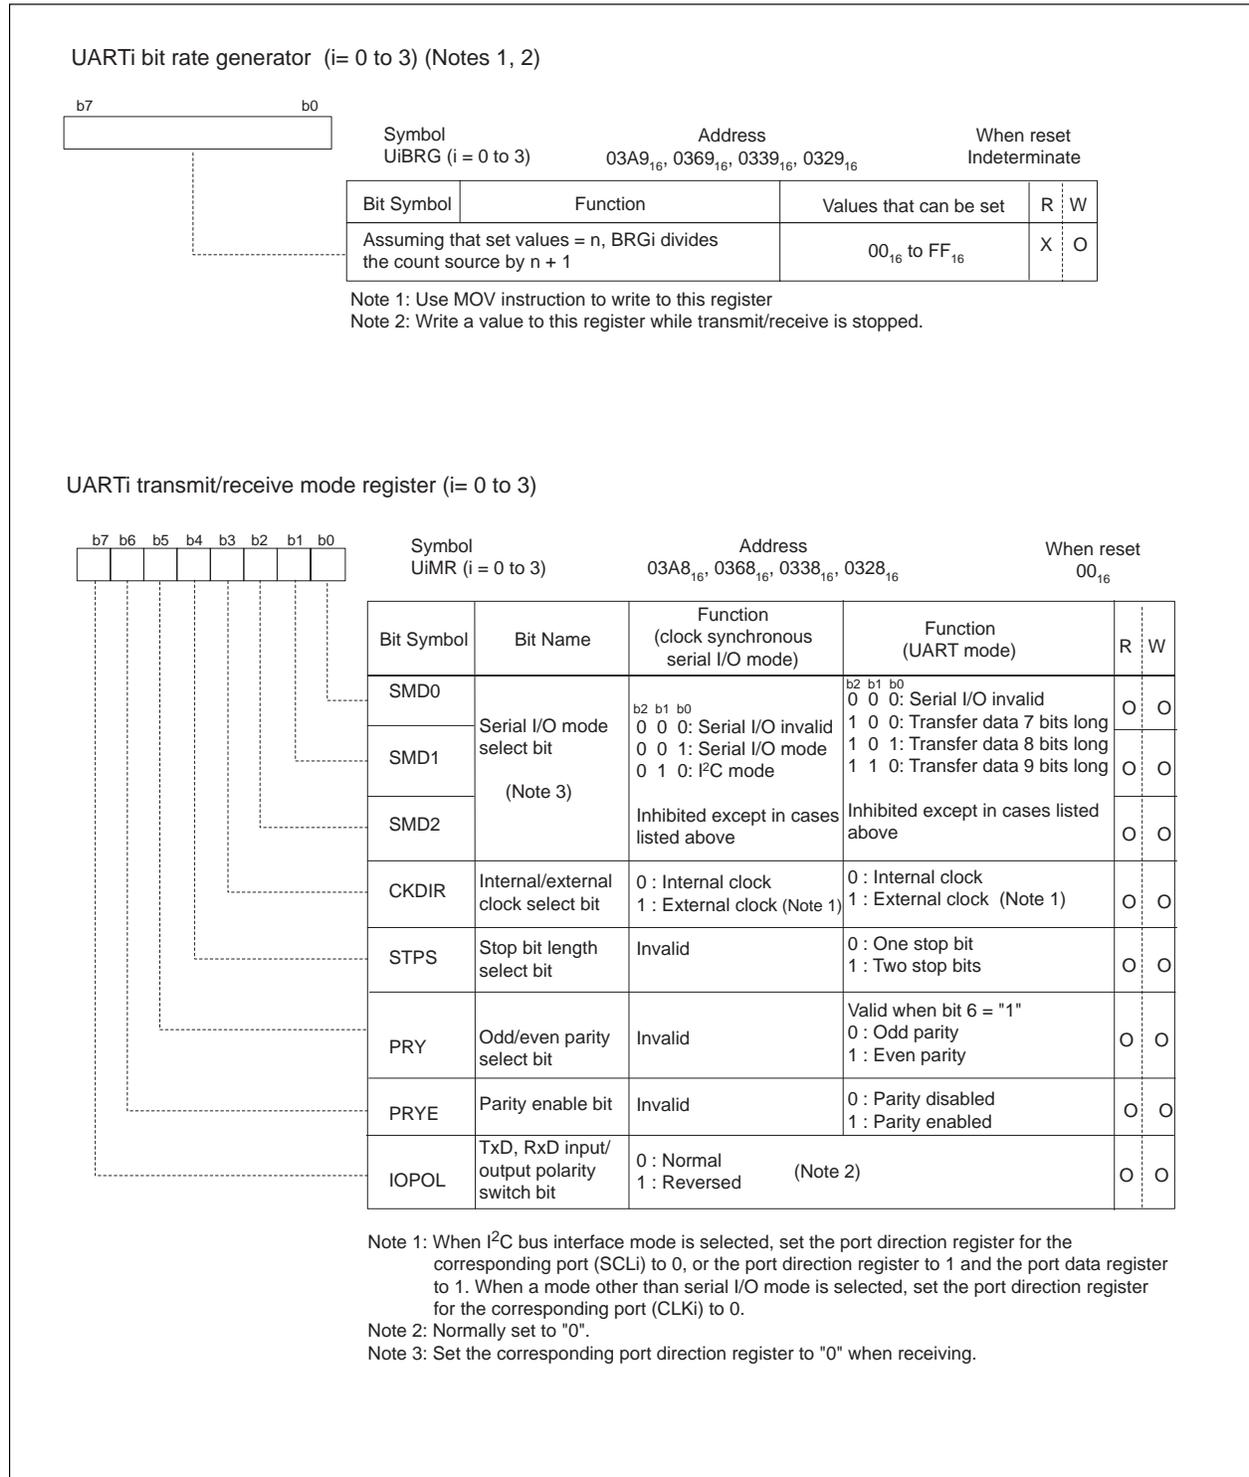 UARTi bit rate generator (i= 0 to 3) (Notes 1, 2)
b7 b0
Symbol Address When reset
UiBRG (i = 0 to 3) 03A9₁₆, 0369₁₆, 0339₁₆, 0329₁₆ Indeterminate
Bit Symbol Function Values that can be set R W
Assuming that set values = n, BRGi divides
the count source by n + 1
00₁₆ to FF₁₆ X O
Note 1: Use MOV instruction to write to this register
Note 2: Write a value to this register while transmit/receive is stopped.
UARTi transmit/receive mode register (i= 0 to 3)
b7 b6 b5 b4 b3 b2 b1 b0
Symbol Address When reset
UiMR (i = 0 to 3) 03A8₁₆, 0368₁₆, 0338₁₆, 0328₁₆ 00₁₆
Bit Symbol Bit Name
Function
(clock synchronous
serial I/O mode)
Function
(UART mode)
R W
SMD0
SMD1
SMD2
Serial I/O mode
select bit
(Note 3)
b2 b1 b0
0 0 0: Serial I/O invalid
0 0 1: Serial I/O mode
0 1 0: I²C mode
Inhibited except in cases
listed above
b2 b1 b0
0 0 0: Serial I/O invalid
1 0 0: Transfer data 7 bits long
1 0 1: Transfer data 8 bits long
1 1 0: Transfer data 9 bits long
Inhibited except in cases listed
above
O O
O O
O O
CKDIR
Internal/external
clock select bit
0 : Internal clock
1 : External clock (Note 1)
0 : Internal clock
1 : External clock (Note 1)
O O
STPS
Stop bit length
select bit
Invalid
0 : One stop bit
1 : Two stop bits
O O
PRY
Odd/even parity
select bit
Invalid
Valid when bit 6 = "1"
0 : Odd parity
1 : Even parity
O O
PRYE
Parity enable bit
Invalid
0 : Parity disabled
1 : Parity enabled
O O
IOPOL
TxD, RxD input/
output polarity
switch bit
0 : Normal
1 : Reversed
(Note 2)
O O
Note 1: When I²C bus interface mode is selected, set the port direction register for the
corresponding port (SCLi) to 0, or the port direction register to 1 and the port data register
to 1. When a mode other than serial I/O mode is selected, set the port direction register
for the corresponding port (CLKi) to 0.
Note 2: Normally set to "0".
Note 3: Set the corresponding port direction register to "0" when receiving.